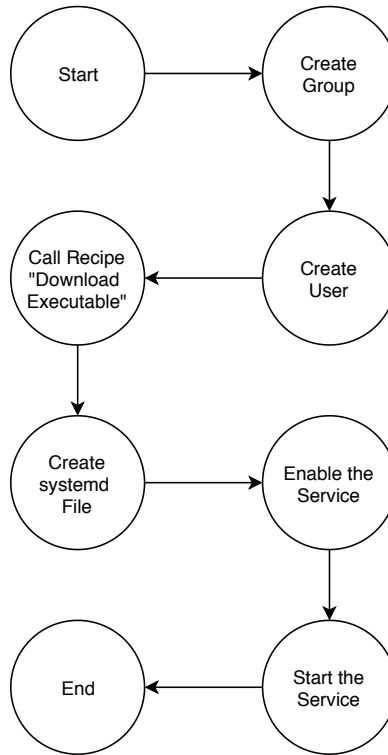 Start
Create
Group
Create
User
Call Recipe
"Download
Executable"
Create
systemd
File
Enable the
Service
Start the
Service
End